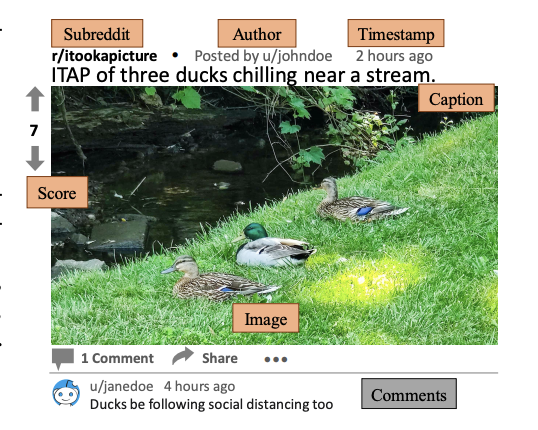 Subreddit
Author
Timestamp
r/itookapicture • Posted by u/johndoe 2 hours ago
ITAP of three ducks chilling near a stream.
Caption
7
Score
Image
1 Comment Share •••
u/janedoe 4 hours ago
Ducks be following social distancing too
Comments